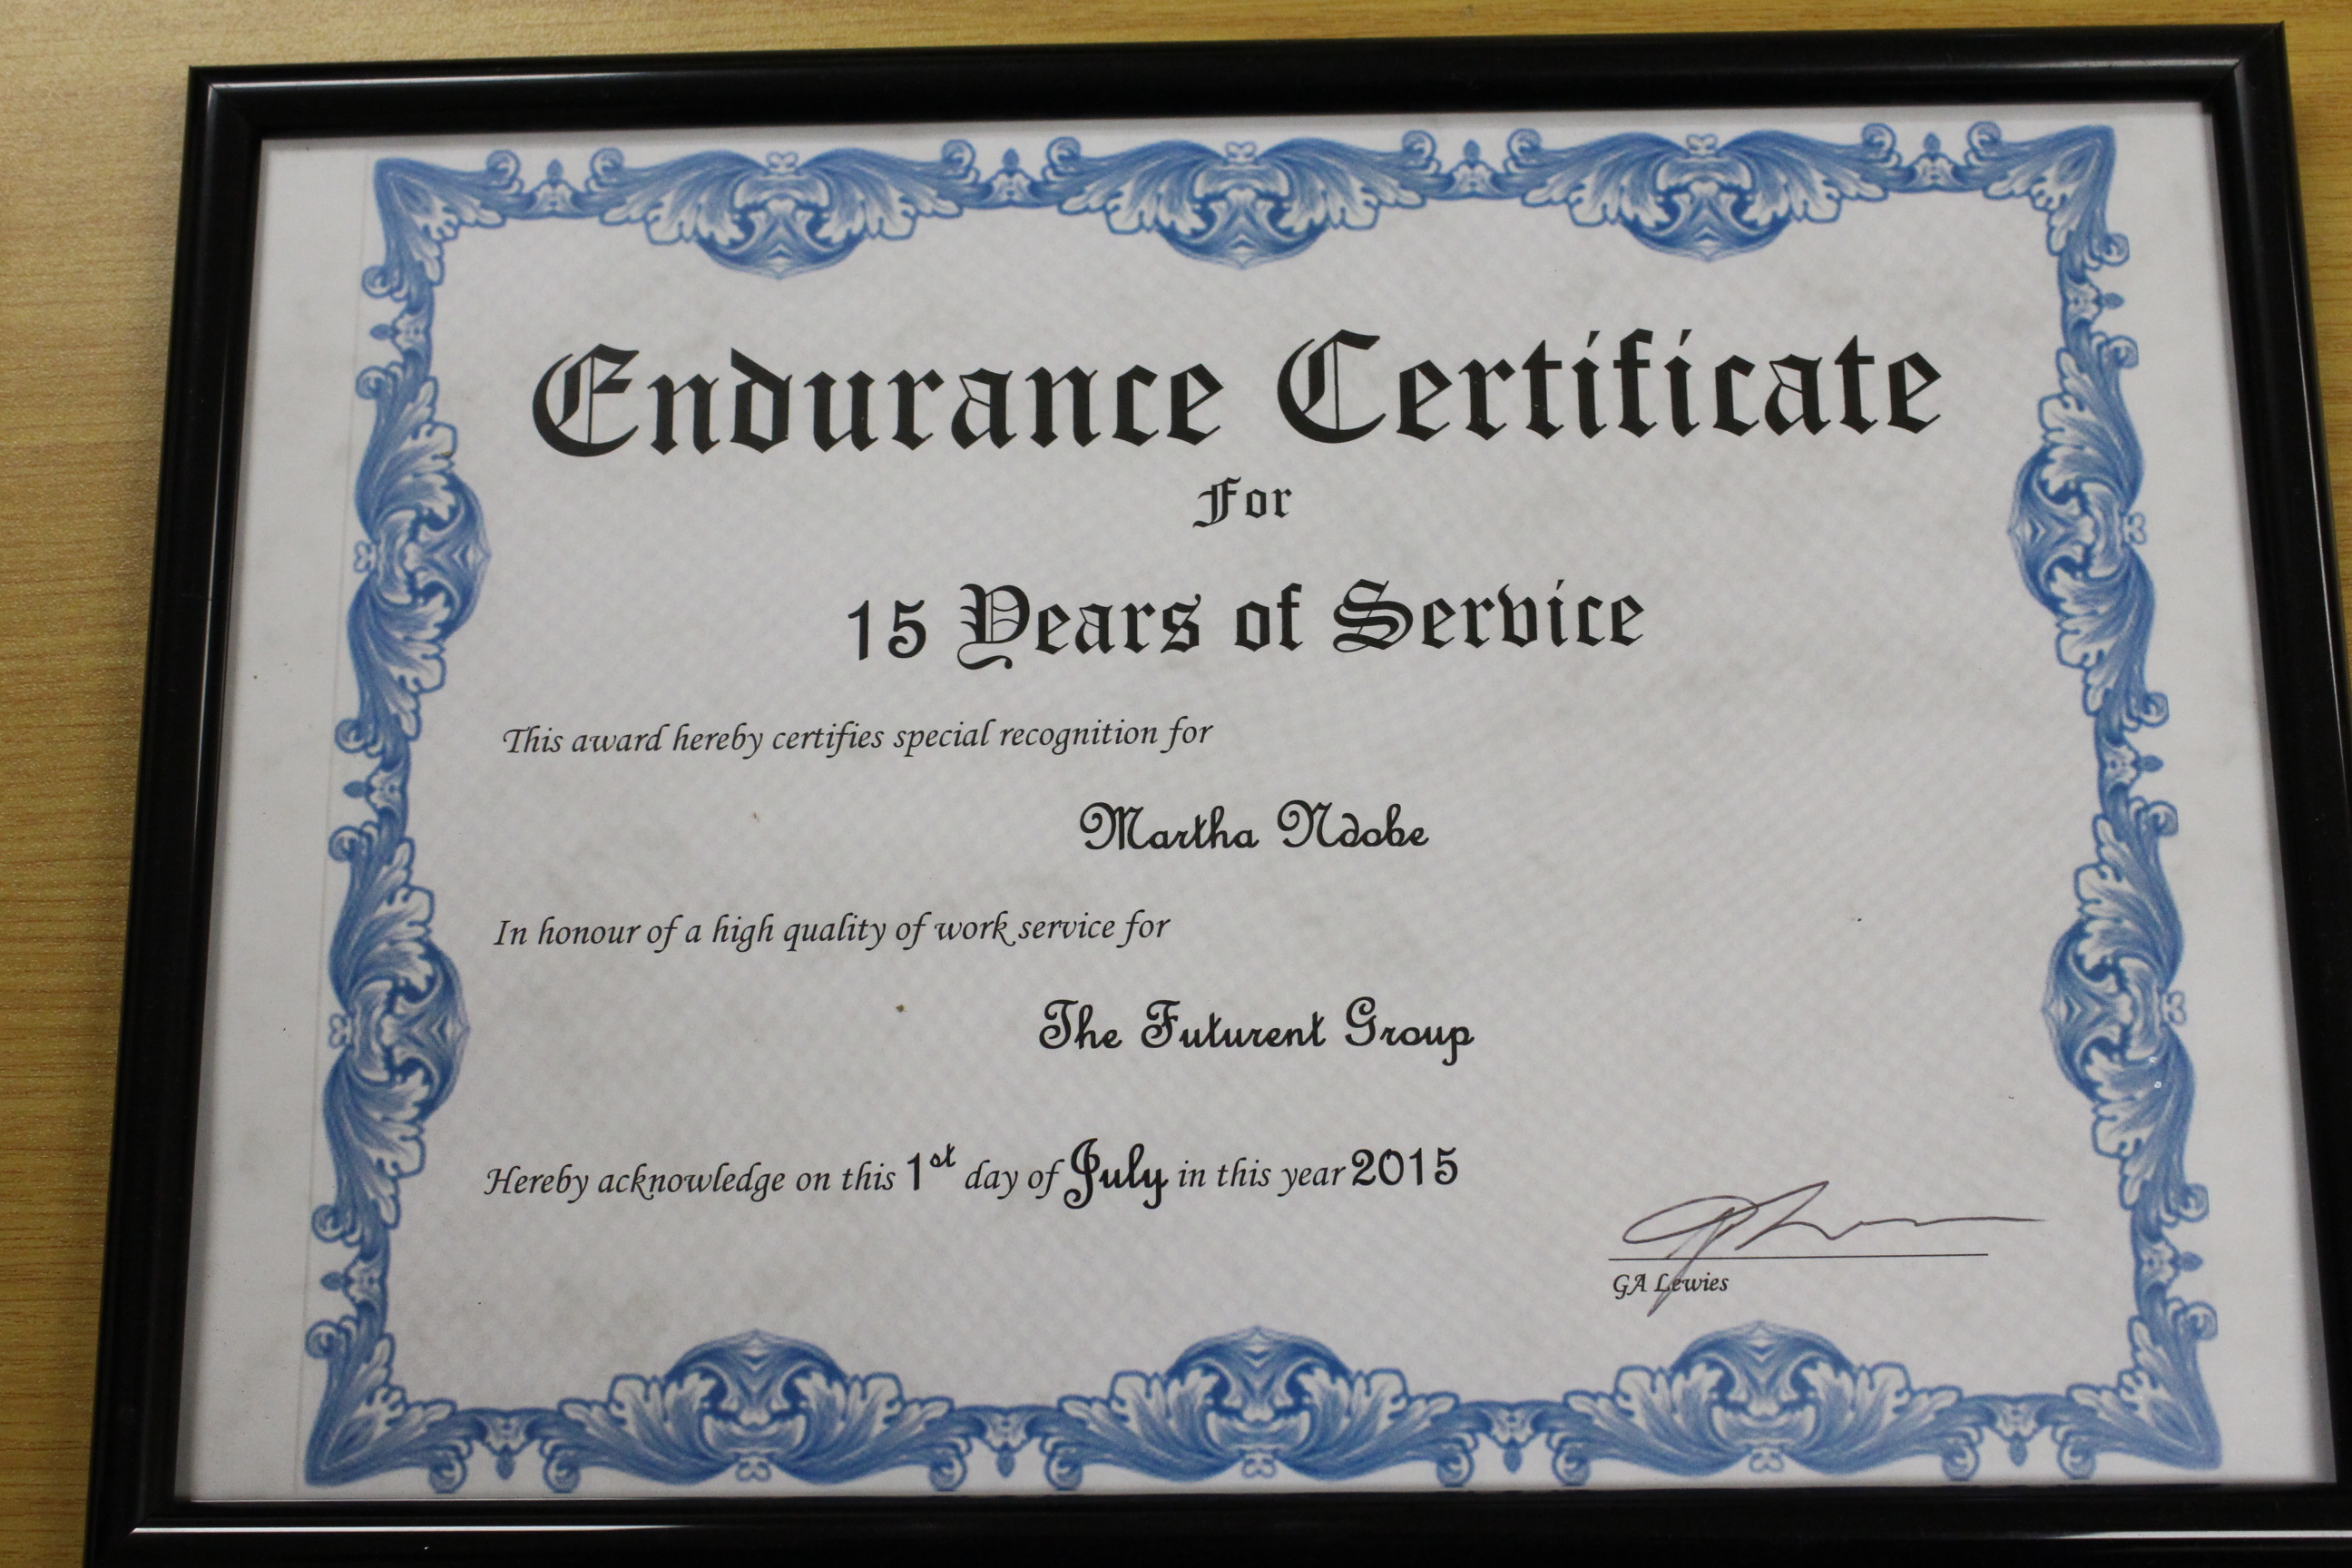 Endurance Certificate
For
15 Years of Service
This award hereby certifies special recognition for
Martha Ndobe
In honour of a high quality of work service for
The Futurent Group
Hereby acknowledge on this 1st day of July in this year 2015
GA Lewies